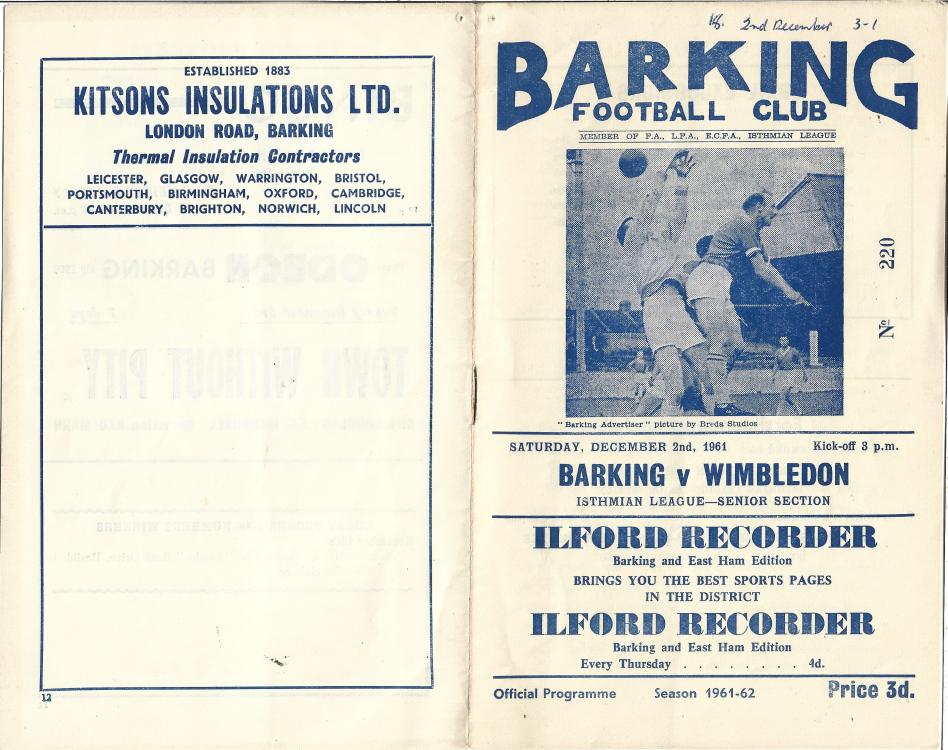 ESTABLISHED 1883
KITSONS INSULATIONS LTD.
LONDON ROAD, BARKING
Thermal Insulation Contractors
LEICESTER, GLASGOW, WARRINGTON, BRISTOL,
PORTSMOUTH, BIRMINGHAM, OXFORD, CAMBRIDGE,
CANTERBURY, BRIGHTON, NORWICH, LINCOLN
12
18. 2nd December 3-1
BARKING
FOOTBALL CLUB
MEMBER OF F.A., L.F.A., E.C.F.A., ISTHMIAN LEAGUE
Nº 220
" Barking Advertiser " picture by Breda Studios
SATURDAY, DECEMBER 2nd, 1961 Kick-off 3 p.m.
BARKING v WIMBLEDON
ISTHMIAN LEAGUE—SENIOR SECTION
ILFORD RECORDER
Barking and East Ham Edition
BRINGS YOU THE BEST SPORTS PAGES
IN THE DISTRICT
ILFORD RECORDER
Barking and East Ham Edition
Every Thursday . . . . . . . . 4d.
Official Programme Season 1961-62 Price 3d.